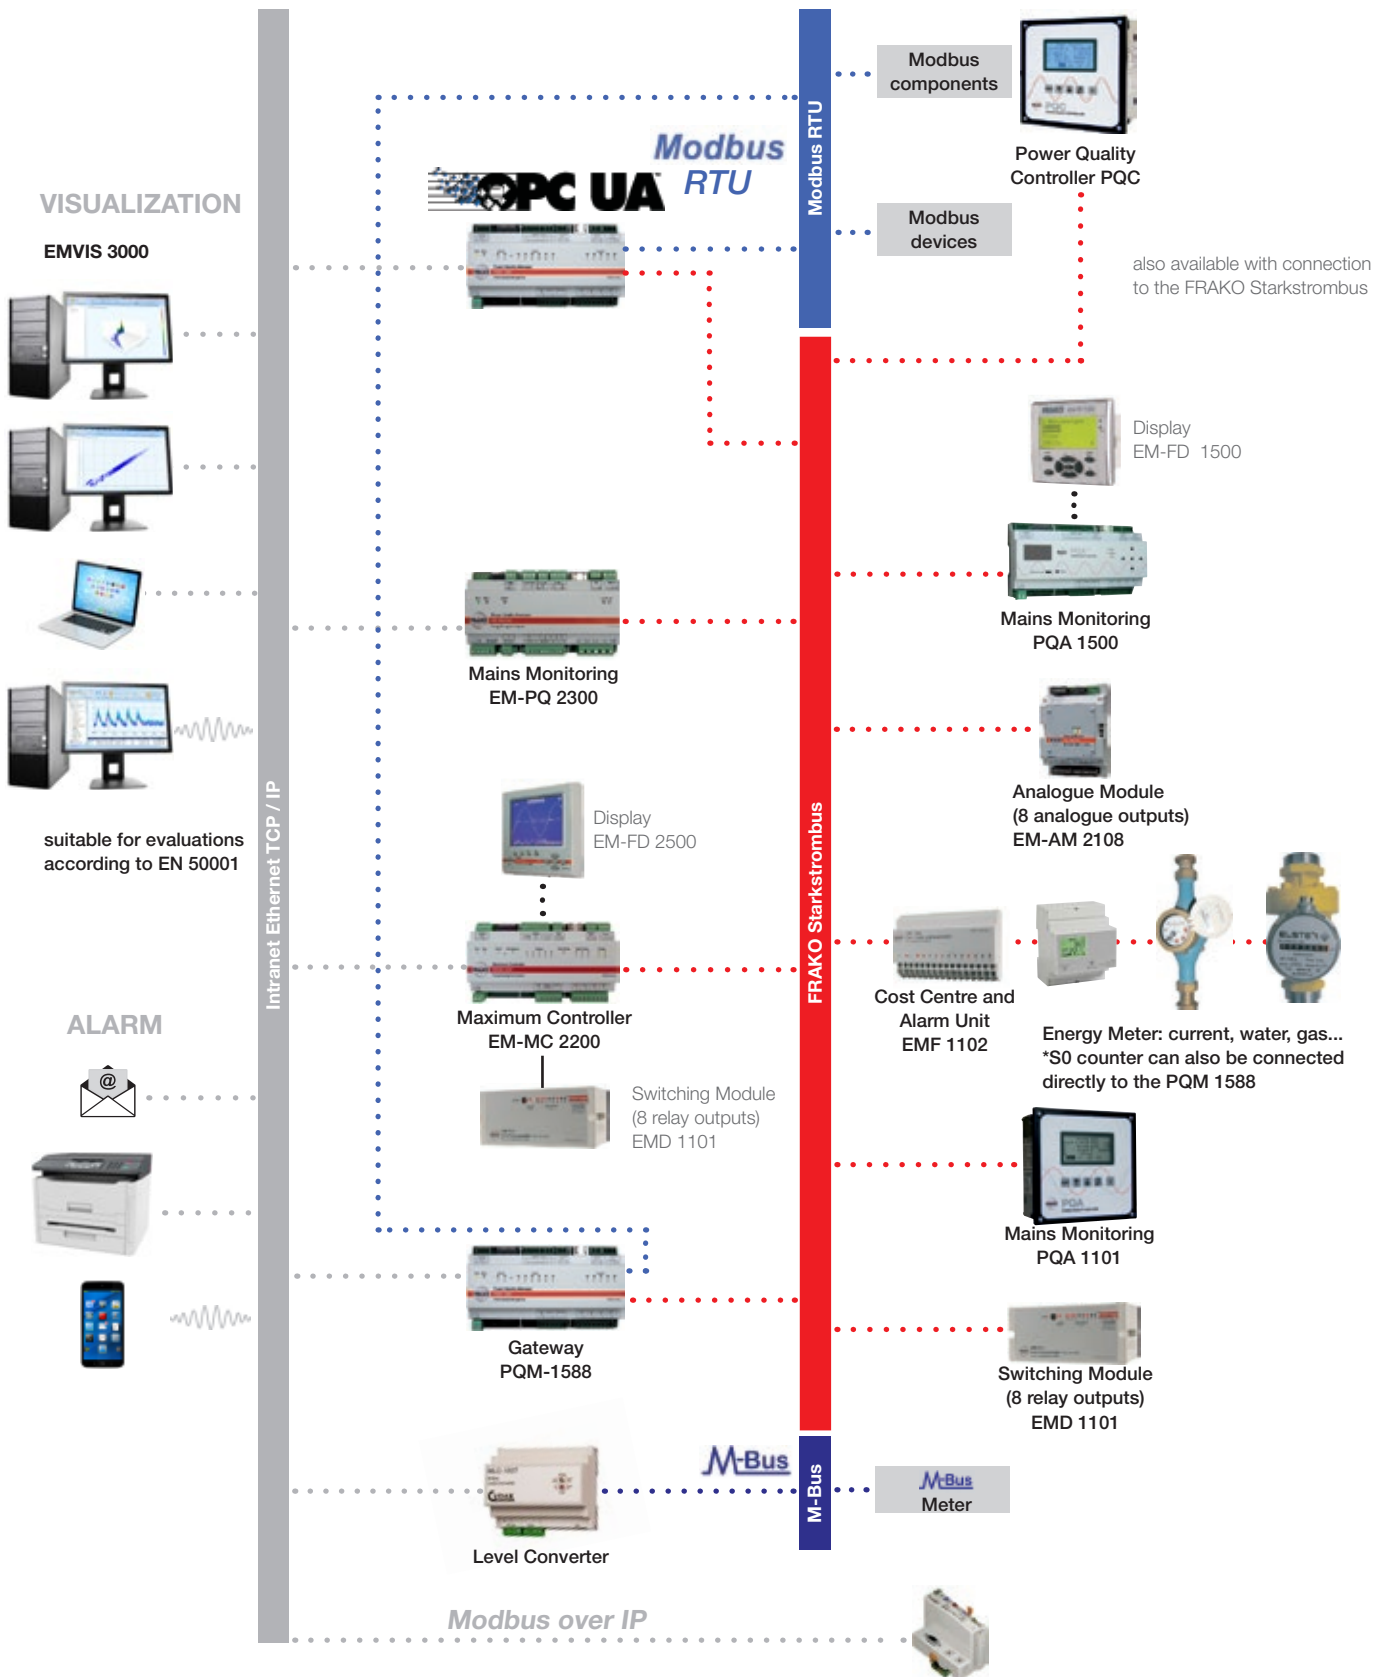 Modbus
components
Modbus RTU
Modbus
RTU
OPC UA
PQC
Power Quality
Controller PQC
VISUALIZATION
EMVIS 3000
Modbus
devices
also available with connection
to the FRAKO Starkstrombus
Display
EM-FD 1500
Mains Monitoring
PQA 1500
Mains Monitoring
EM-PQ 2300
Analogue Module
(8 analogue outputs)
EM-AM 2108
Display
EM-FD 2500
suitable for evaluations
according to EN 50001
Intranet Ethernet TCP / IP
FRAKO Starkstrombus
ELSTER
Cost Centre and
Alarm Unit
EMF 1102
Energy Meter: current, water, gas...
*S0 counter can also be connected
directly to the PQM 1588
Maximum Controller
EM-MC 2200
ALARM
@
Switching Module
(8 relay outputs)
EMD 1101
PQA
Mains Monitoring
PQA 1101
Gateway
PQM-1588
Switching Module
(8 relay outputs)
EMD 1101
M-Bus
M-Bus
M-Bus
Meter
Level Converter
Modbus over IP